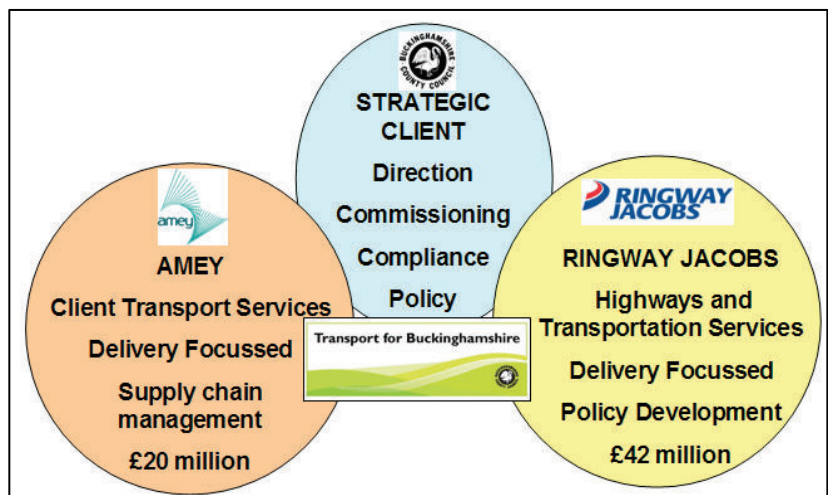 BUCKINGHAMSHIRE
COUNTY COUNCIL
STRATEGIC
CLIENT
Direction
Commissioning
Compliance
Policy
amey
AMEY
Client Transport Services
Delivery Focussed
Supply chain
management
£20 million
RINGWAY
JACOBS
RINGWAY JACOBS
Highways and
Transportation Services
Delivery Focussed
Policy Development
£42 million
Transport for Buckinghamshire